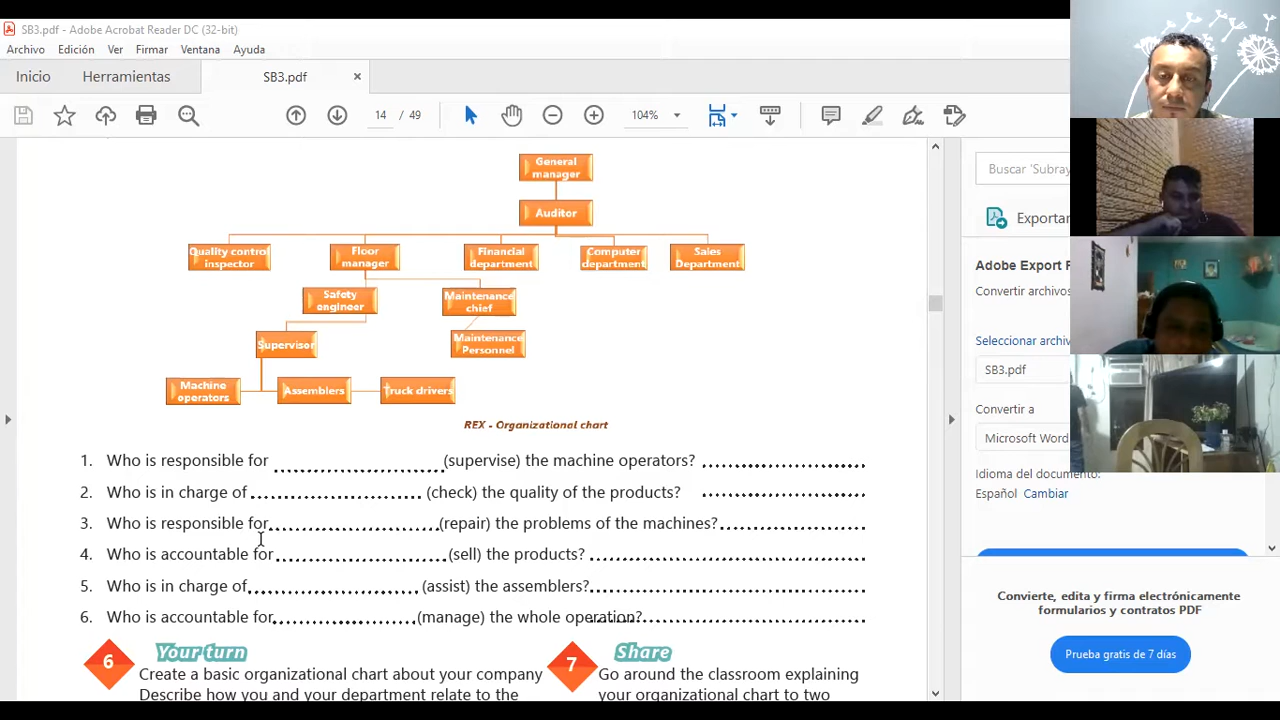 SB3.pdf - Adobe Acrobat Reader DC (32-bit)
Archivo Edición Ver Firmar Ventana Ayuda
Inicio Herramientas SB3.pdf ×
14 / 49 104%
General
manager
Auditor
Quality control
inspector
Floor
manager
Financial
department
Computer
department
Sales
Department
Safety
engineer
Maintenance
chief
Supervisor
Maintenance
Personnel
Machine
operators
Assemblers
Truck drivers
REX - Organizational chart
1. Who is responsible for ........................ (supervise) the machine operators? ........................
2. Who is in charge of ........................ (check) the quality of the products? ........................
3. Who is responsible for........................(repair) the problems of the machines?.....................
4. Who is accountable for........................ (sell) the products? ........................................
5. Who is in charge of........................ (assist) the assemblers?........................................
6. Who is accountable for.....................(manage) the whole operation?.................................
6 Your turn
Create a basic organizational chart about your company
Describe how you and your department relate to the
7 Share
Go around the classroom explaining
your organizational chart to two
Buscar 'Subray
Exportar
Adobe Export
Convertir archivos
Seleccionar archivo
SB3.pdf
Convertir a
Microsoft Word
Idioma del documento:
Español Cambiar
Convierte, edita y firma electrónicamente
formularios y contratos PDF
Prueba gratis de 7 días